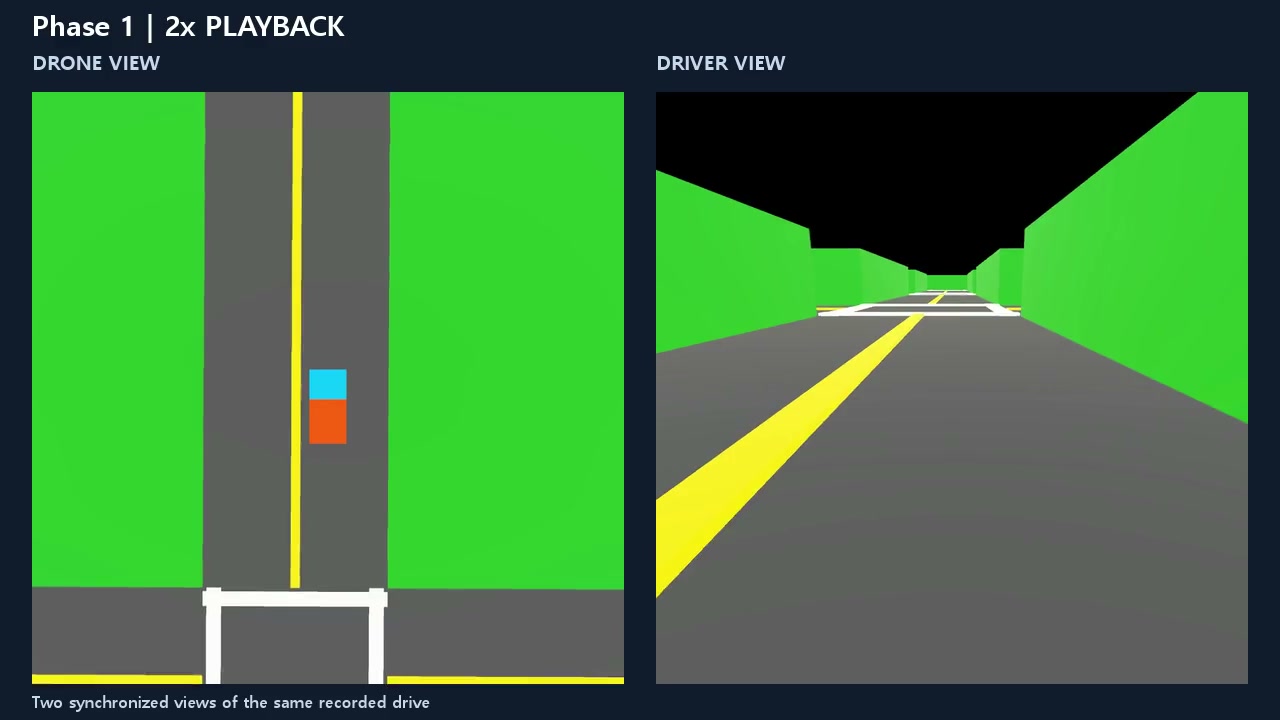 Phase 1 | 2x PLAYBACK
DRONE VIEW
DRIVER VIEW
Two synchronized views of the same recorded drive